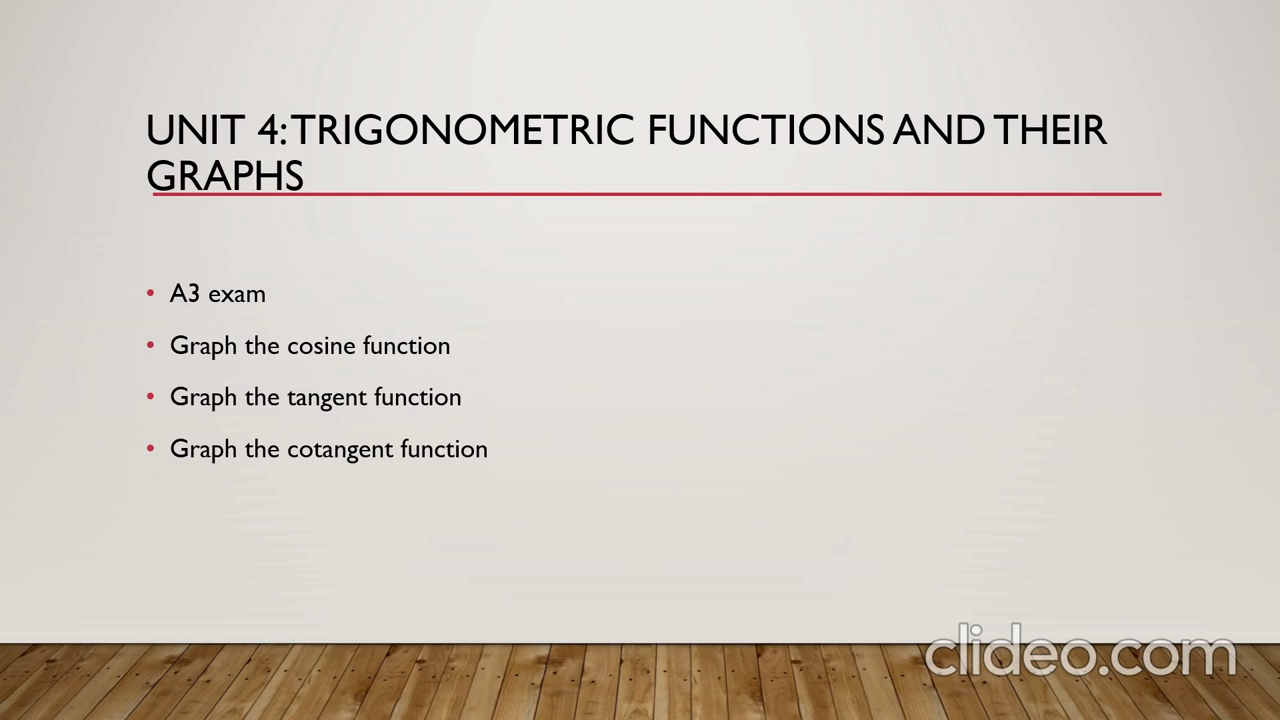 UNIT 4: TRIGONOMETRIC FUNCTIONS AND THEIR
GRAPHS
• A3 exam
• Graph the cosine function
• Graph the tangent function
• Graph the cotangent function
clideo.com